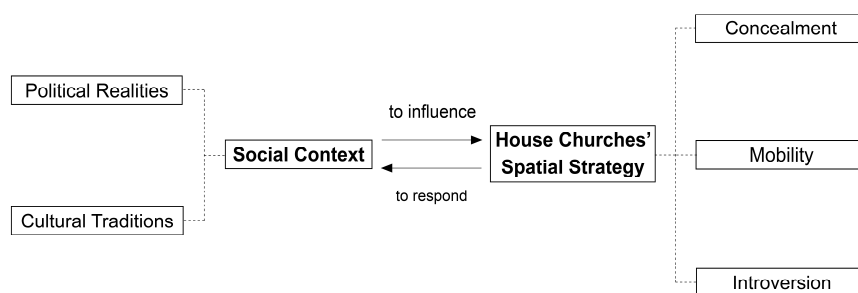 Concealment
Political Realities
to influence
Social Context
House Churches'
Spatial Strategy
Mobility
to respond
Cultural Traditions
Introversion